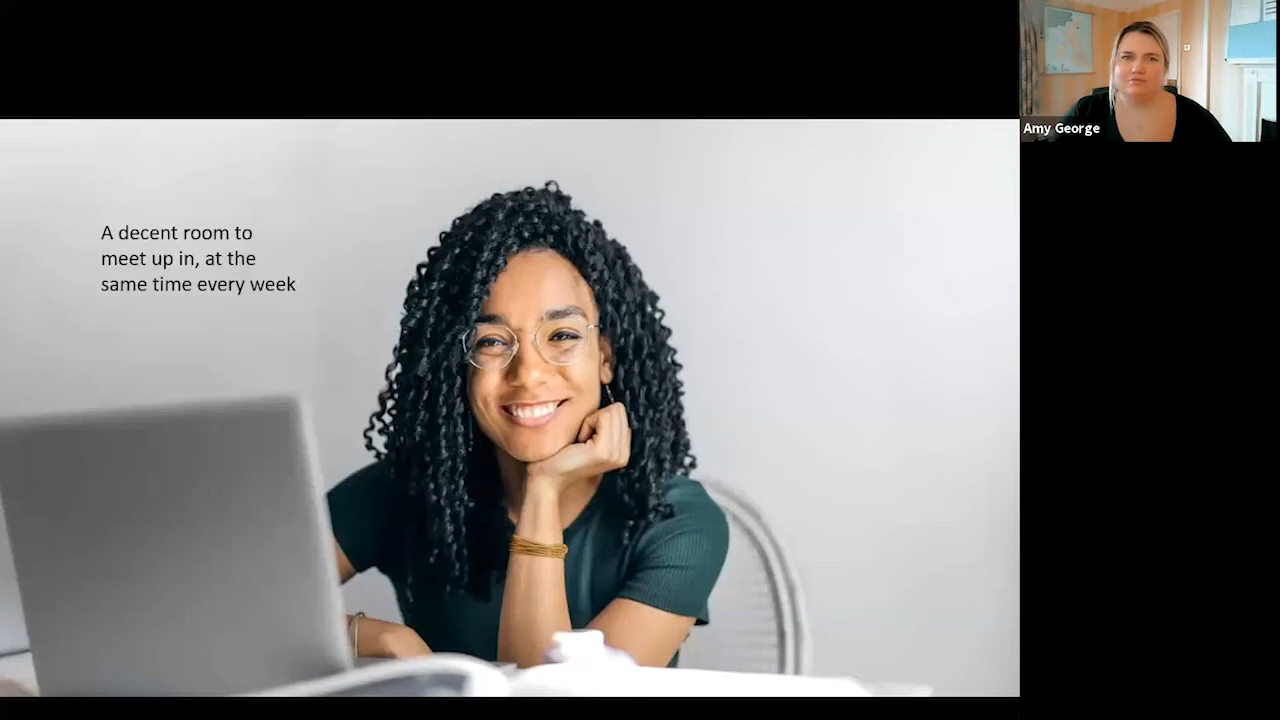 A decent room to
meet up in, at the
same time every week
Amy George